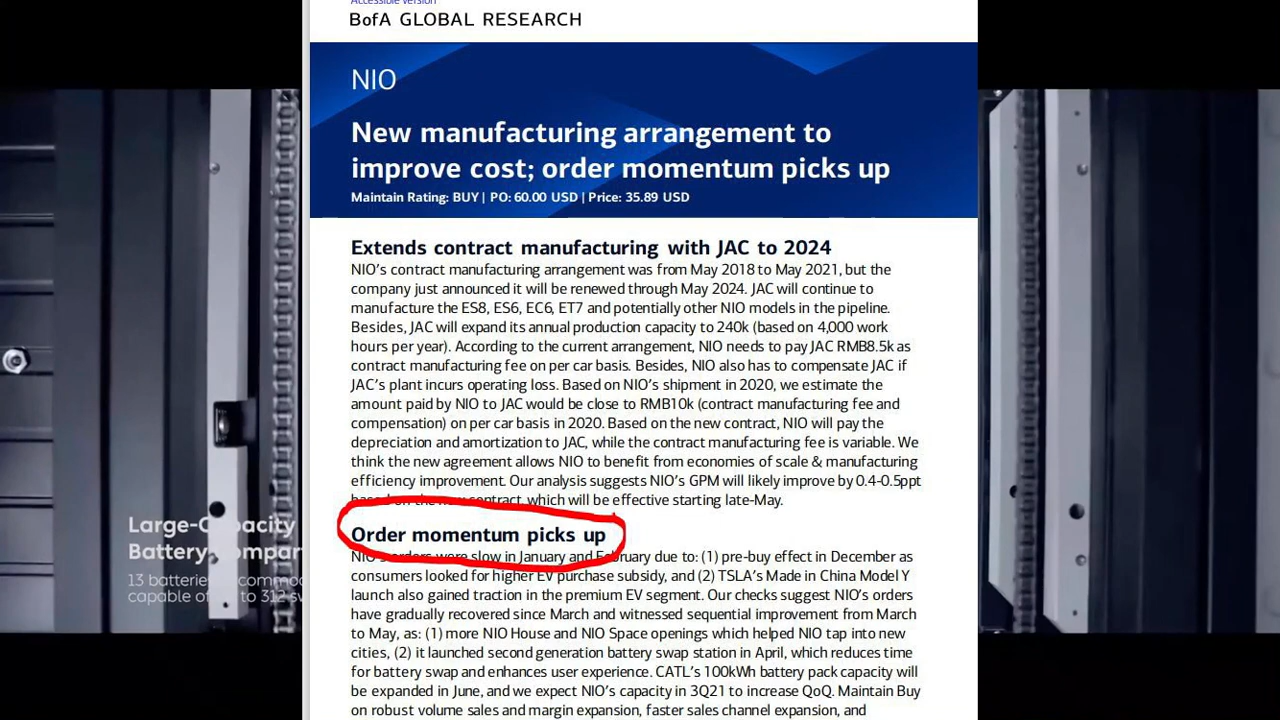 Accessible version
BofA GLOBAL RESEARCH
NIO
New manufacturing arrangement to
improve cost; order momentum picks up
Maintain Rating: BUY | PO: 60.00 USD | Price: 35.89 USD
Extends contract manufacturing with JAC to 2024
NIO's contract manufacturing arrangement was from May 2018 to May 2021, but the
company just announced it will be renewed through May 2024. JAC will continue to
manufacture the ES8, ES6, EC6, ET7 and potentially other NIO models in the pipeline.
Besides, JAC will expand its annual production capacity to 240k (based on 4,000 work
hours per year). According to the current arrangement, NIO needs to pay JAC RMB8.5k as
contract manufacturing fee on per car basis. Besides, NIO also has to compensate JAC if
JAC's plant incurs operating loss. Based on NIO's shipment in 2020, we estimate the
amount paid by NIO to JAC would be close to RMB10k (contract manufacturing fee and
compensation) on per car basis in 2020. Based on the new contract, NIO will pay the
depreciation and amortization to JAC, while the contract manufacturing fee is variable. We
think the new agreement allows NIO to benefit from economies of scale & manufacturing
efficiency improvement. Our analysis suggests NIO's GPM will likely improve by 0.4-0.5ppt
based on the new contract, which will be effective starting late-May.
Order momentum picks up
NIO's orders were slow in January and February due to: (1) pre-buy effect in December as
consumers looked for higher EV purchase subsidy, and (2) TSLA's Made in China Model Y
launch also gained traction in the premium EV segment. Our checks suggest NIO's orders
have gradually recovered since March and witnessed sequential improvement from March
to May, as: (1) more NIO House and NIO Space openings which helped NIO tap into new
cities, (2) it launched second generation battery swap station in April, which reduces time
for battery swap and enhances user experience. CATL's 100kWh battery pack capacity will
be expanded in June, and we expect NIO's capacity in 3Q21 to increase QoQ. Maintain Buy
on robust volume sales and margin expansion, faster sales channel expansion, and
Large-Capacity
Battery Compar
13 batteries
capable of to 312 sw